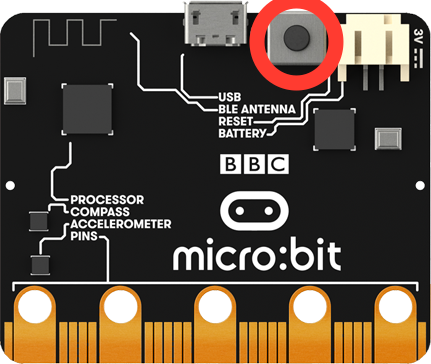 3V
USB
BLE ANTENNA
RESET
BATTERY
BBC
PROCESSOR
COMPASS
ACCELEROMETER
PINS
micro:bit